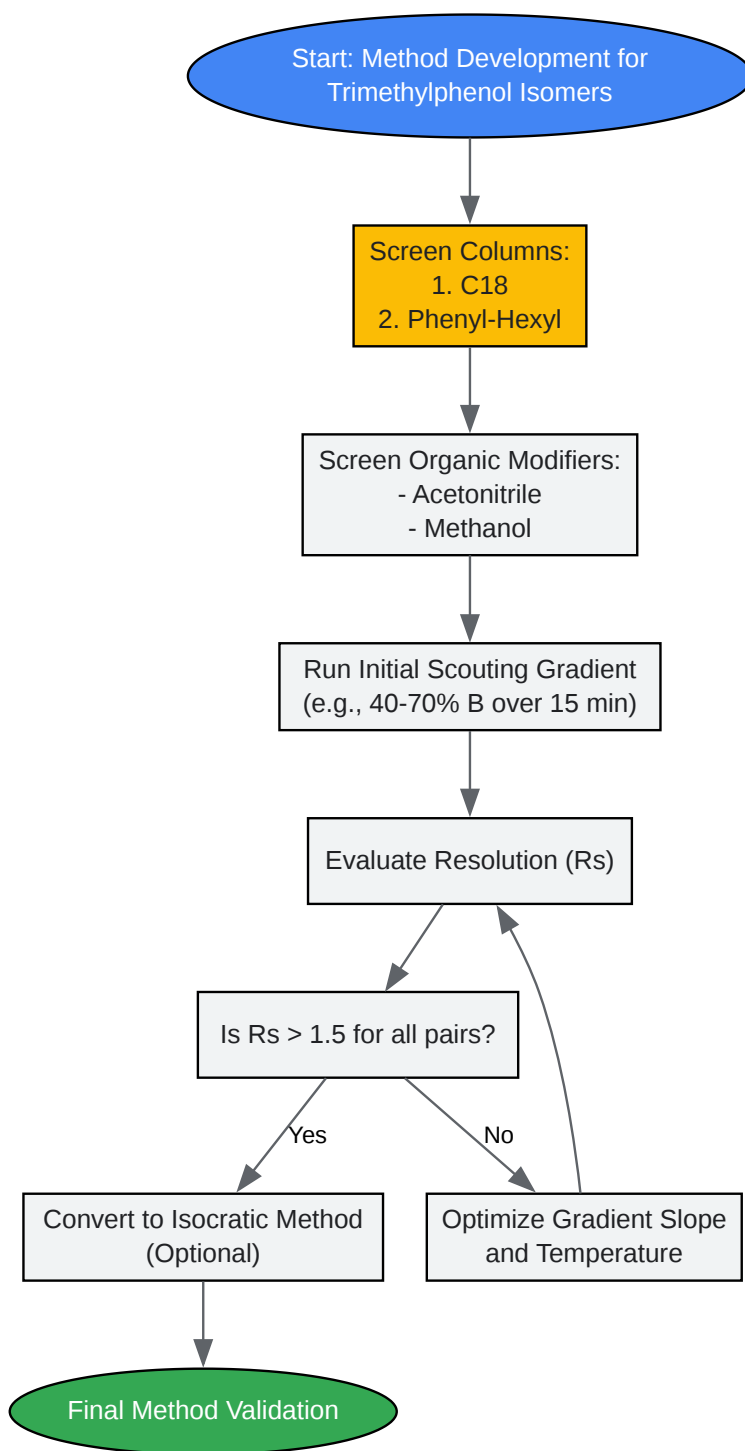 Start: Method Development for
Trimethylphenol Isomers
Screen Columns:
1. C18
2. Phenyl-Hexyl
Screen Organic Modifiers:
- Acetonitrile
- Methanol
Run Initial Scouting Gradient
(e.g., 40-70% B over 15 min)
Evaluate Resolution (Rs)
Is Rs > 1.5 for all pairs?
Yes
No
Convert to Isocratic Method
(Optional)
Optimize Gradient Slope
and Temperature
Final Method Validation